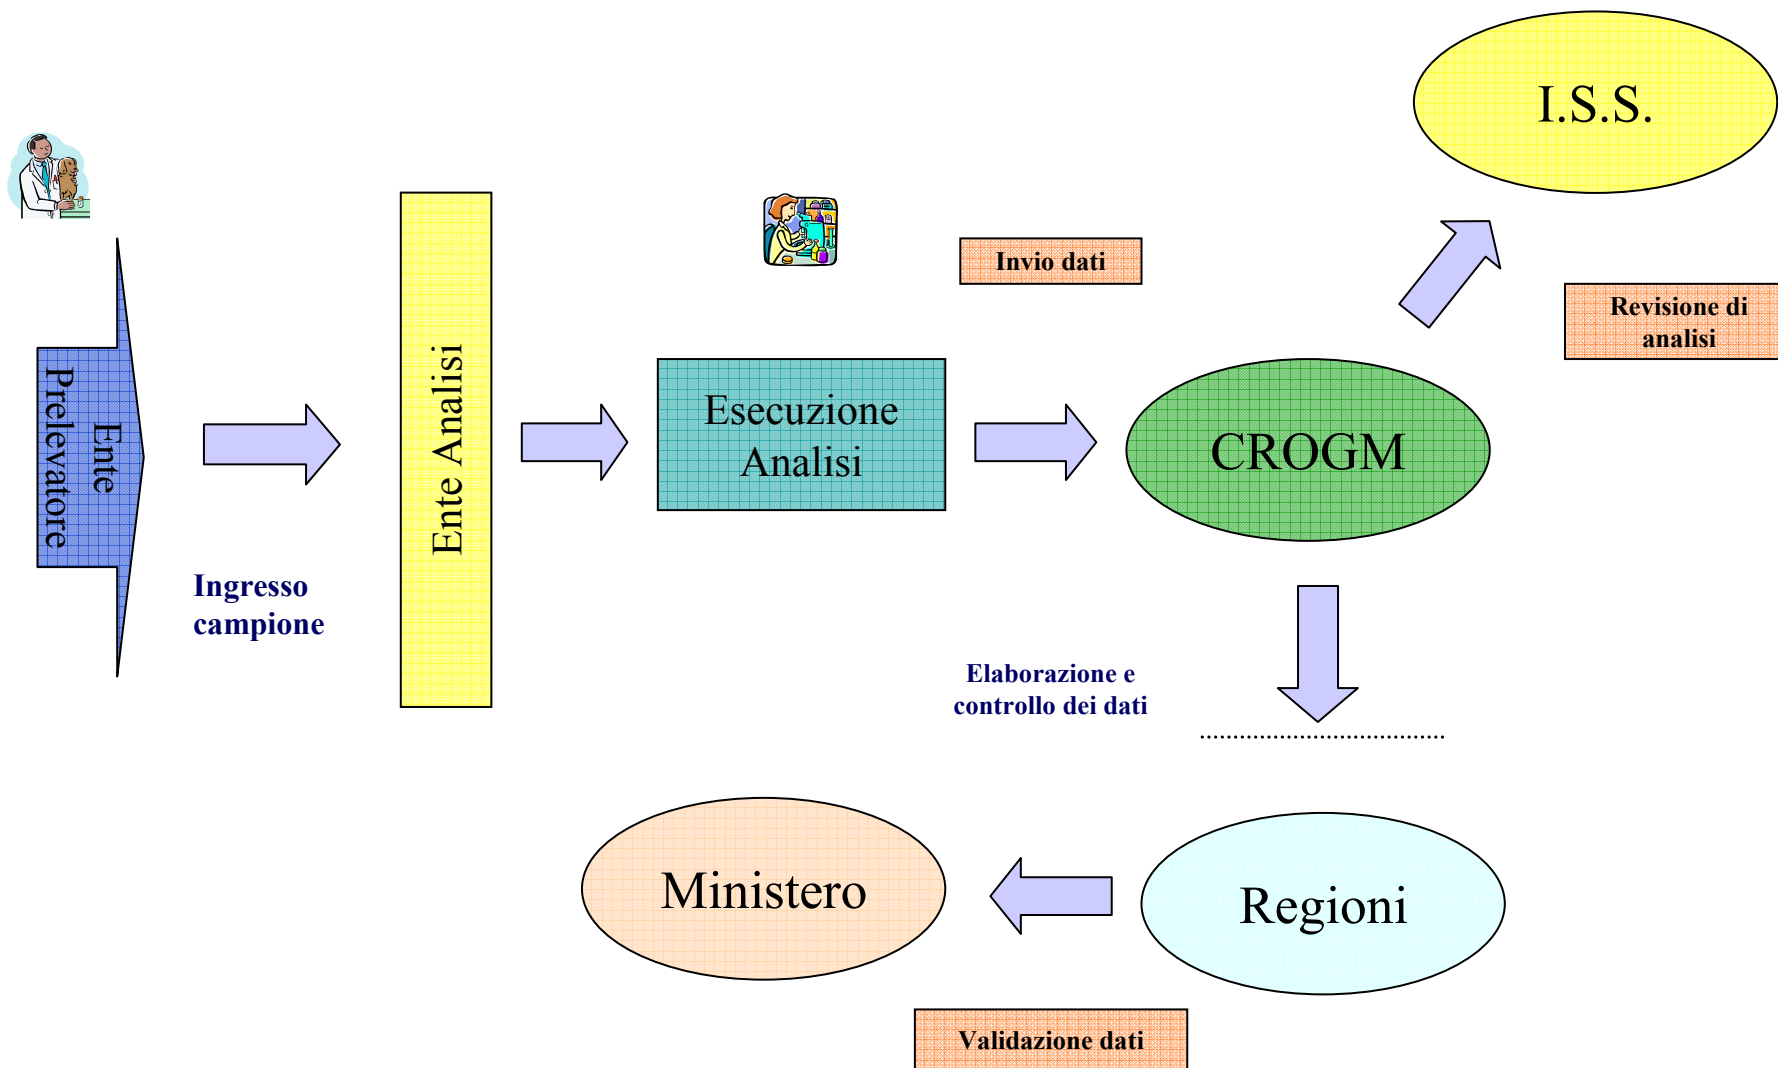 I.S.S.
Invio dati
Revisione di
analisi
Ente
Prelevatore
Ente Analisi
Esecuzione
Analisi
CROGM
Ingresso
campione
Elaborazione e
controllo dei dati
Ministero
Regioni
Validazione dati